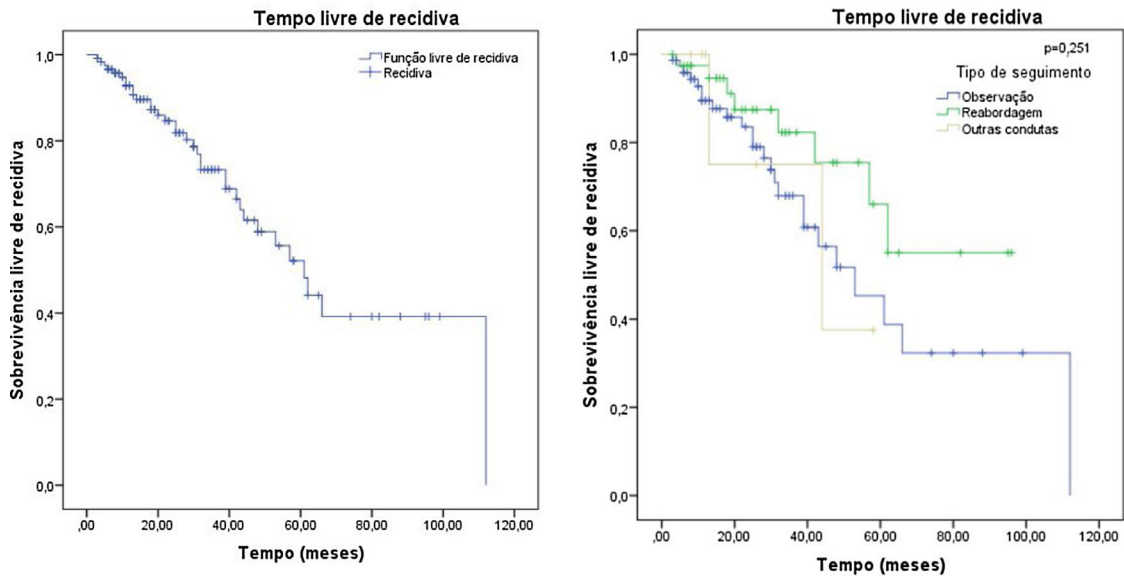 Tempo livre de recidiva
Função livre de recidiva
Recidiva
Sobrevivência livre de recidiva
1,0
0,8
0,6
0,4
0,2
0,0
,00 20,00 40,00 60,00 80,00 100,00 120,00
Tempo (meses)
Tempo livre de recidiva
p=0,251
Tipo de seguimento
Observação
Reabordagem
Outras condutas
Sobrevivência livre de recidiva
1,0
0,8
0,6
0,4
0,2
0,0
,00 20,00 40,00 60,00 80,00 100,00 120,00
Tempo (meses)